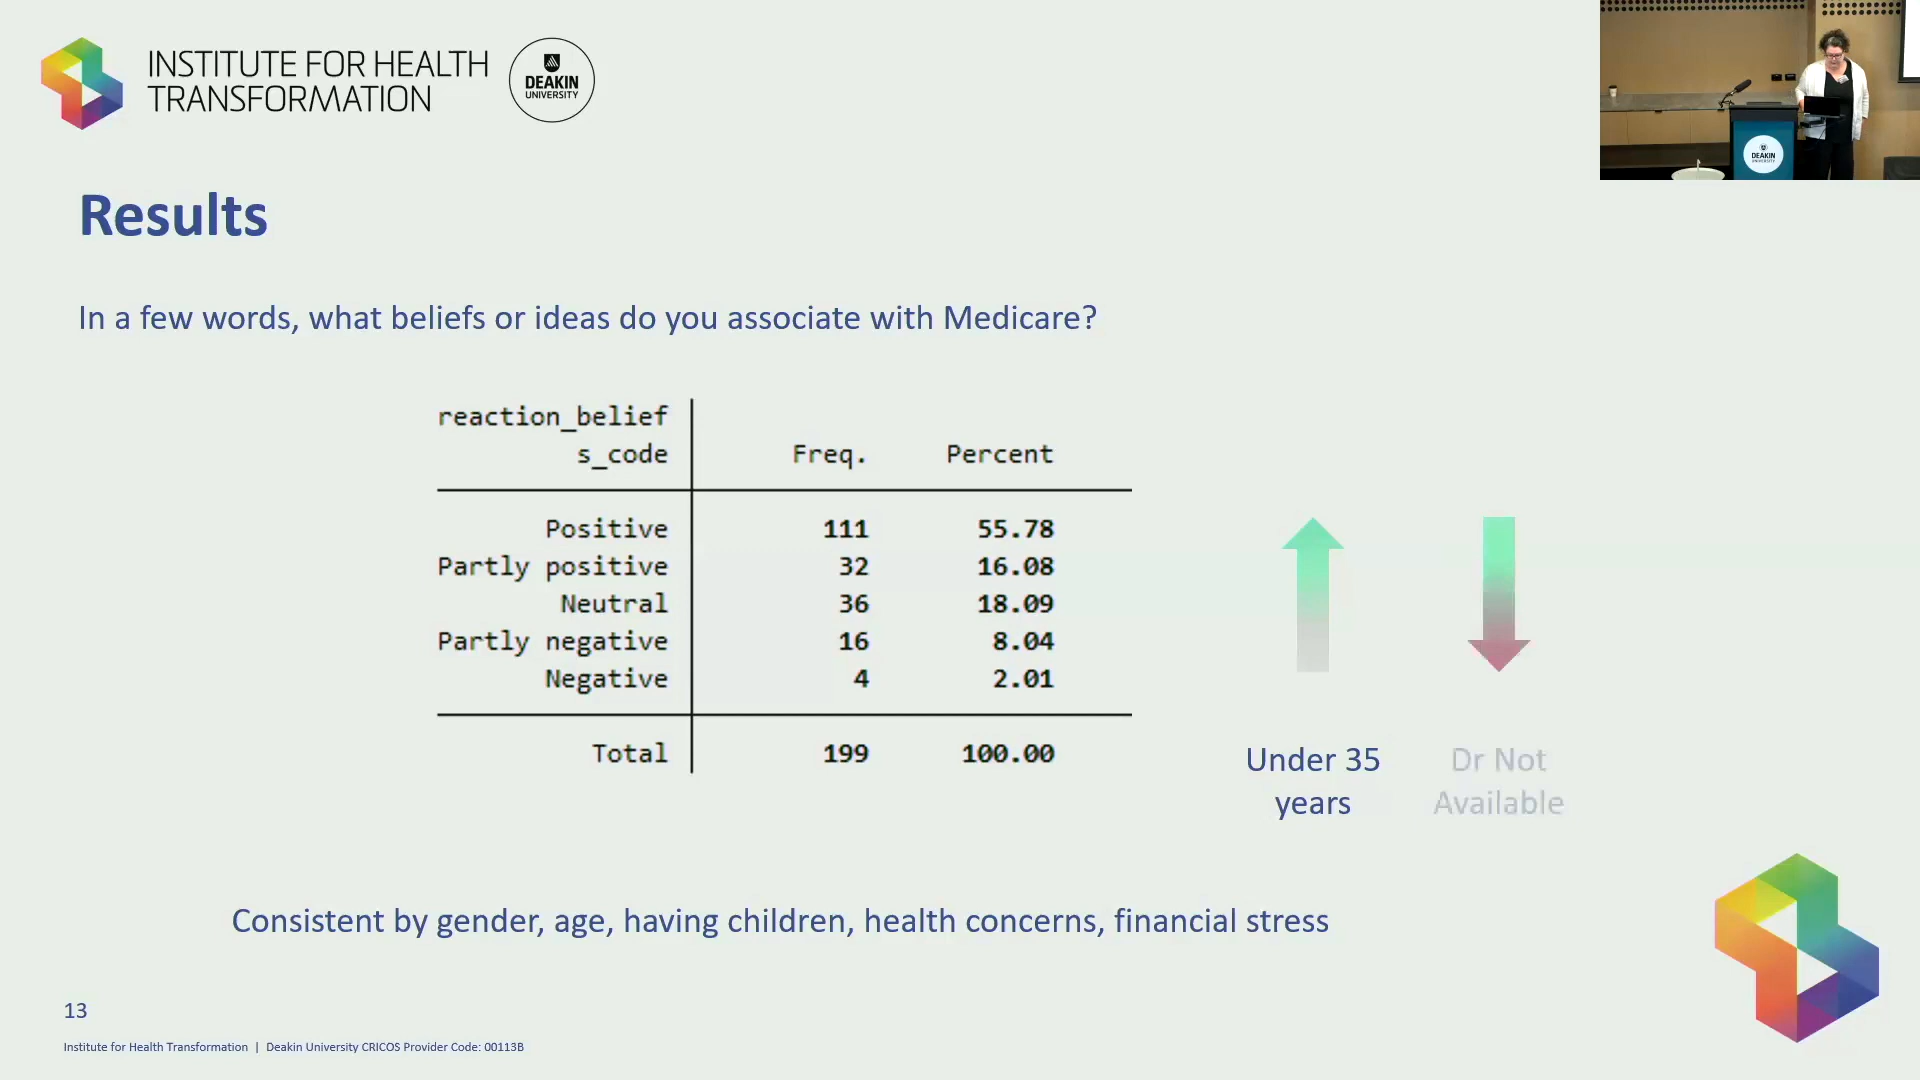 INSTITUTE FOR HEALTH
TRANSFORMATION
DEAKIN
UNIVERSITY
DEAKIN
UNIVERSITY
Results
In a few words, what beliefs or ideas do you associate with Medicare?
reaction_belief
s_code Freq. Percent
Positive 111 55.78
Partly positive 32 16.08
Neutral 36 18.09
Partly negative 16 8.04
Negative 4 2.01
Total 199 100.00
Under 35
years
Dr Not
Available
Consistent by gender, age, having children, health concerns, financial stress
13
Institute for Health Transformation | Deakin University CRICOS Provider Code: 00113B